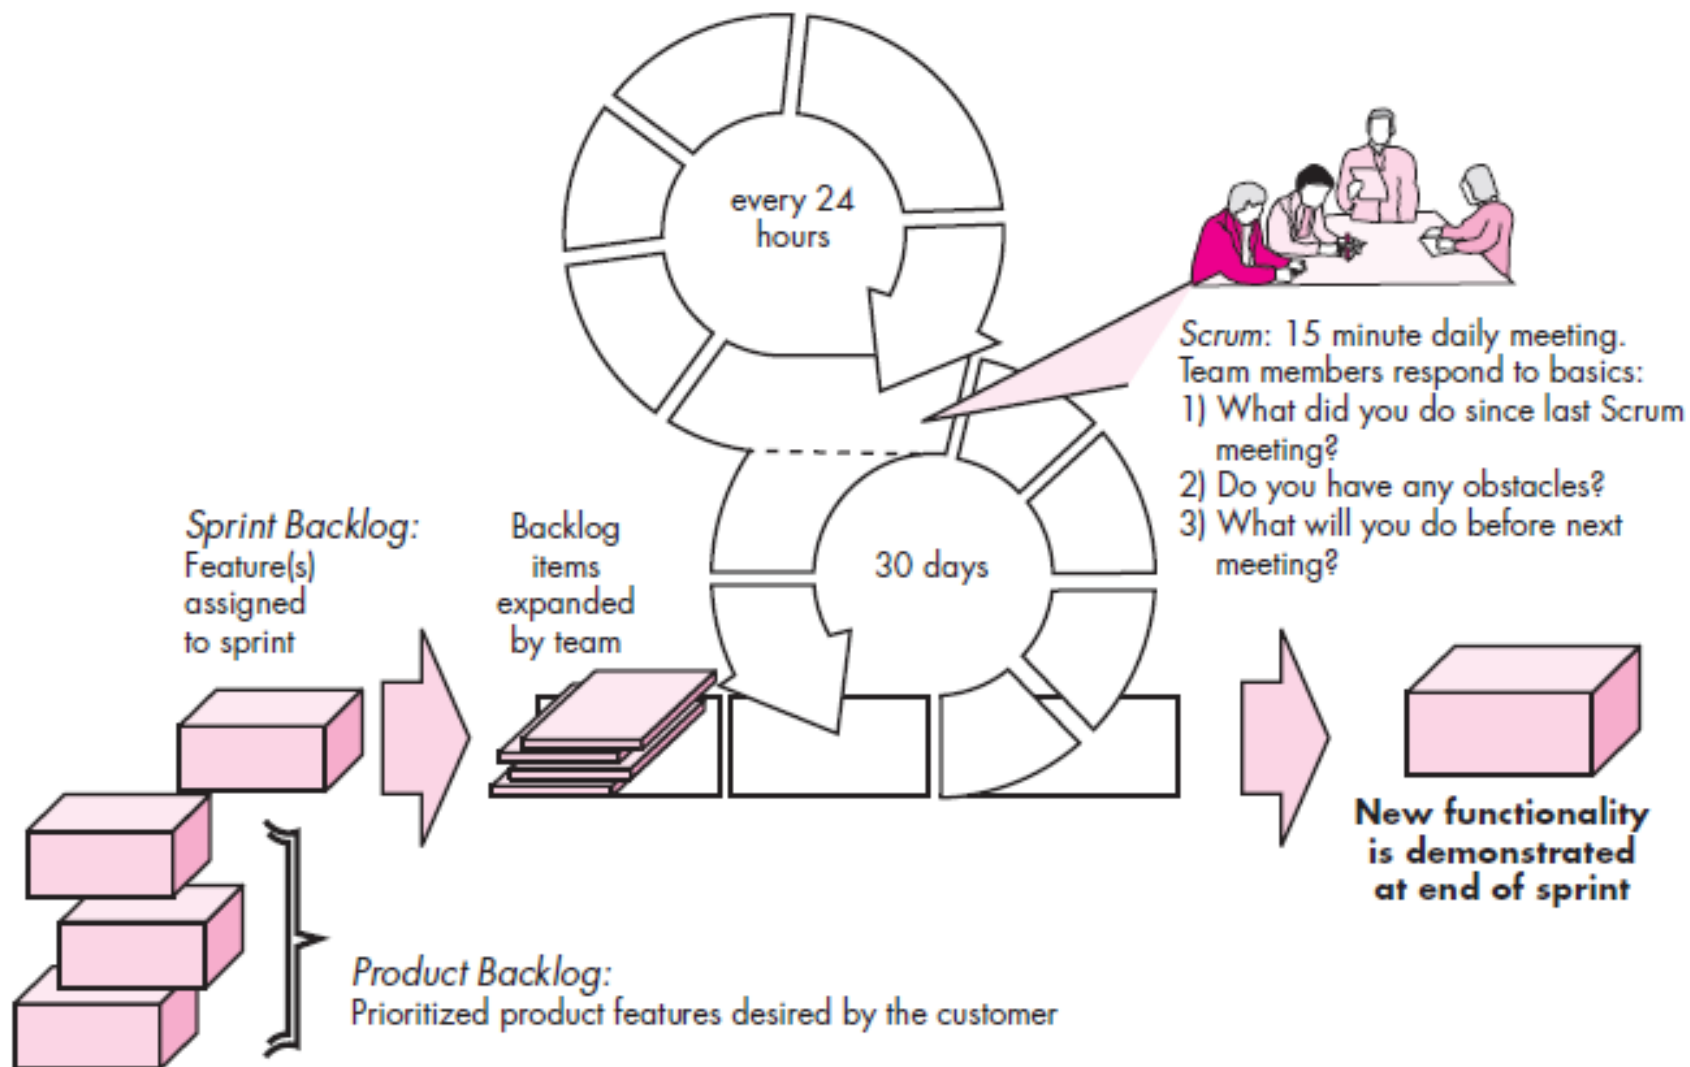 every 24
hours
Scrum: 15 minute daily meeting.
Team members respond to basics:
1) What did you do since last Scrum
meeting?
2) Do you have any obstacles?
3) What will you do before next
meeting?
Sprint Backlog:
Feature(s)
assigned
to sprint
Backlog
items
expanded
by team
30 days
New functionality
is demonstrated
at end of sprint
Product Backlog:
Prioritized product features desired by the customer